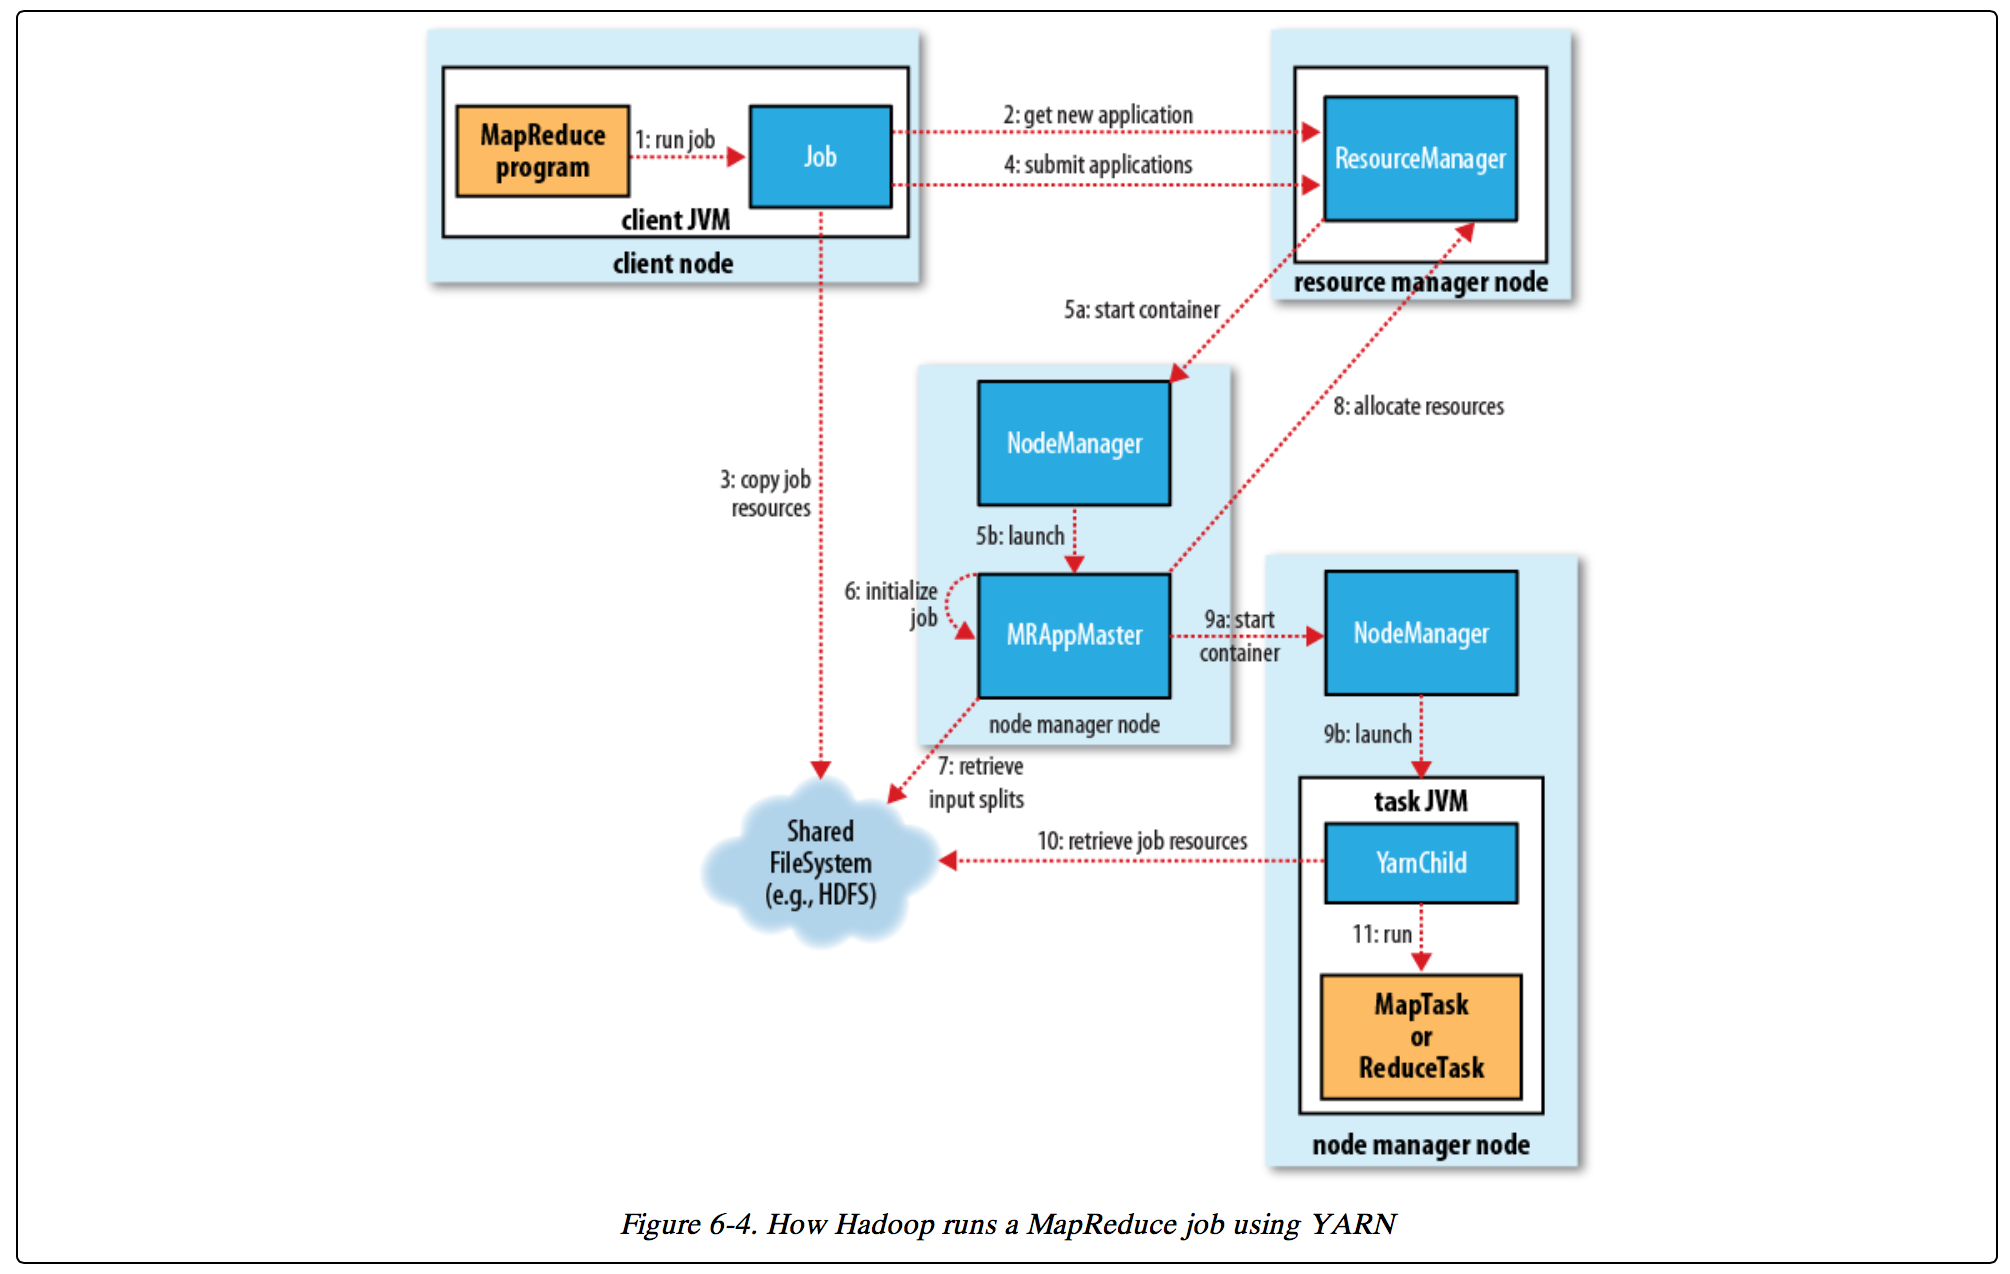 MapReduce
program
1: run job
Job
client JVM
client node
2: get new application
4: submit applications
ResourceManager
resource manager node
5a: start container
8: allocate resources
3: copy job
resources
NodeManager
5b: launch
6: initialize
job
MRAppMaster
node manager node
9a: start
container
NodeManager
9b: launch
7: retrieve
input splits
task JVM
Shared
FileSystem
(e.g., HDFS)
10: retrieve job resources
YarnChild
11: run
MapTask
or
ReduceTask
node manager node
Figure 6-4. How Hadoop runs a MapReduce job using YARN